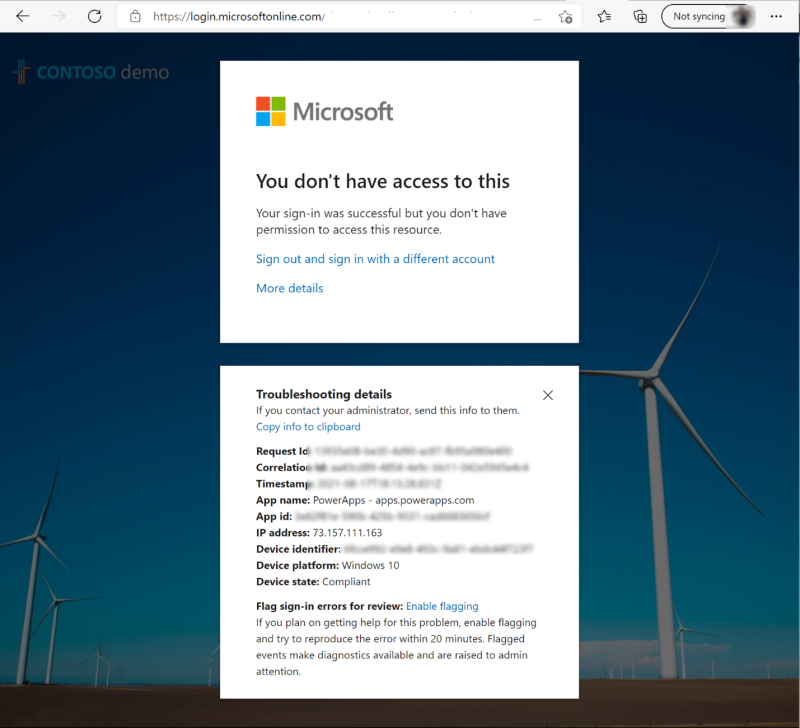 https://login.microsoftonline.com/
Not syncing
CONTOSO demo
Microsoft
You don't have access to this
Your sign-in was successful but you don't have
permission to access this resource.
Sign out and sign in with a different account
More details
Troubleshooting details
If you contact your administrator, send this info to them.
Copy info to clipboard
Request Id:
Correlation Id:
Timestamp:
App name: PowerApps - apps.powerapps.com
App id:
IP address: 73.157.111.163
Device identifier:
Device platform: Windows 10
Device state: Compliant
Flag sign-in errors for review: Enable flagging
If you plan on getting help for this problem, enable flagging
and try to reproduce the error within 20 minutes. Flagged
events make diagnostics available and are raised to admin
attention.